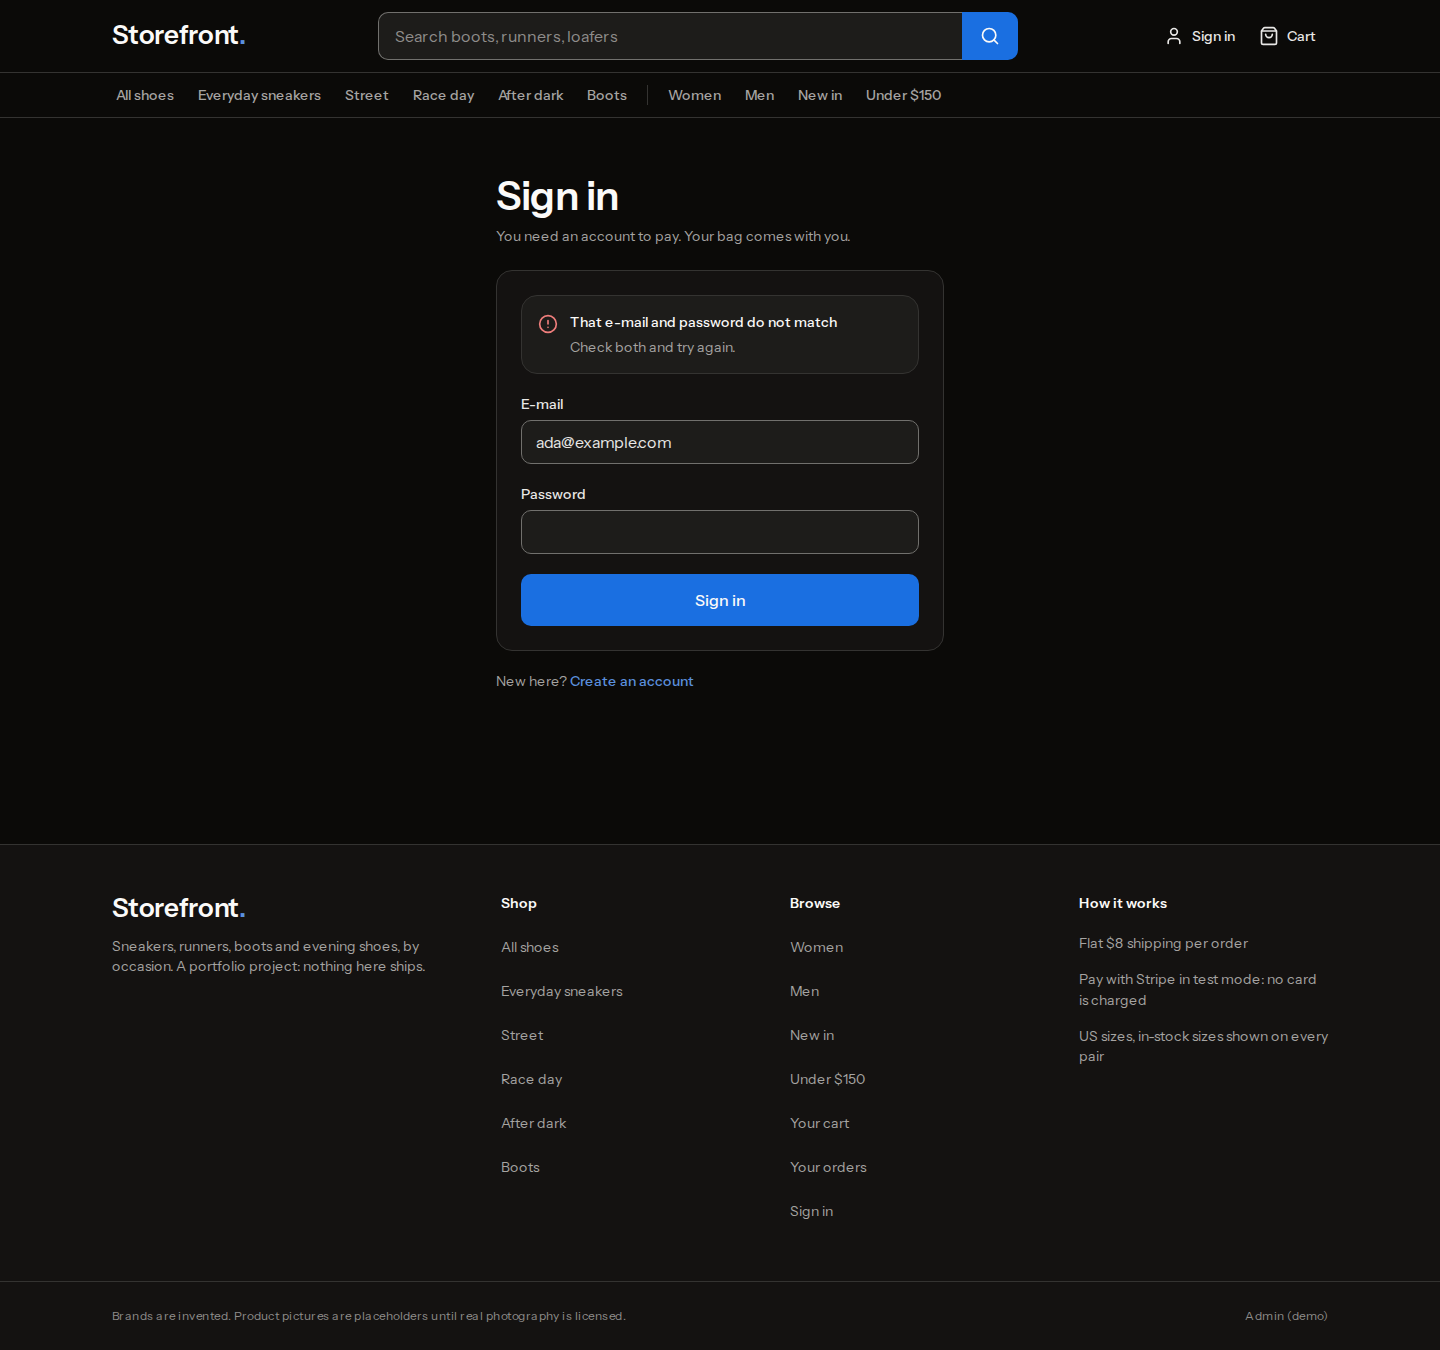 Storefront.
Search boots, runners, loafers
Sign in
Cart
All shoes
Everyday sneakers
Street
Race day
After dark
Boots
Women
Men
New in
Under $150
Sign in
You need an account to pay. Your bag comes with you.
That e-mail and password do not match
Check both and try again.
E-mail
ada@example.com
Password
Sign in
New here? Create an account
Storefront.
Sneakers, runners, boots and evening shoes, by
occasion. A portfolio project: nothing here ships.
Shop
All shoes
Everyday sneakers
Street
Race day
After dark
Boots
Browse
Women
Men
New in
Under $150
Your cart
Your orders
Sign in
How it works
Flat $8 shipping per order
Pay with Stripe in test mode: no card
is charged
US sizes, in-stock sizes shown on every
pair
Brands are invented. Product pictures are placeholders until real photography is licensed.
Admin (demo)